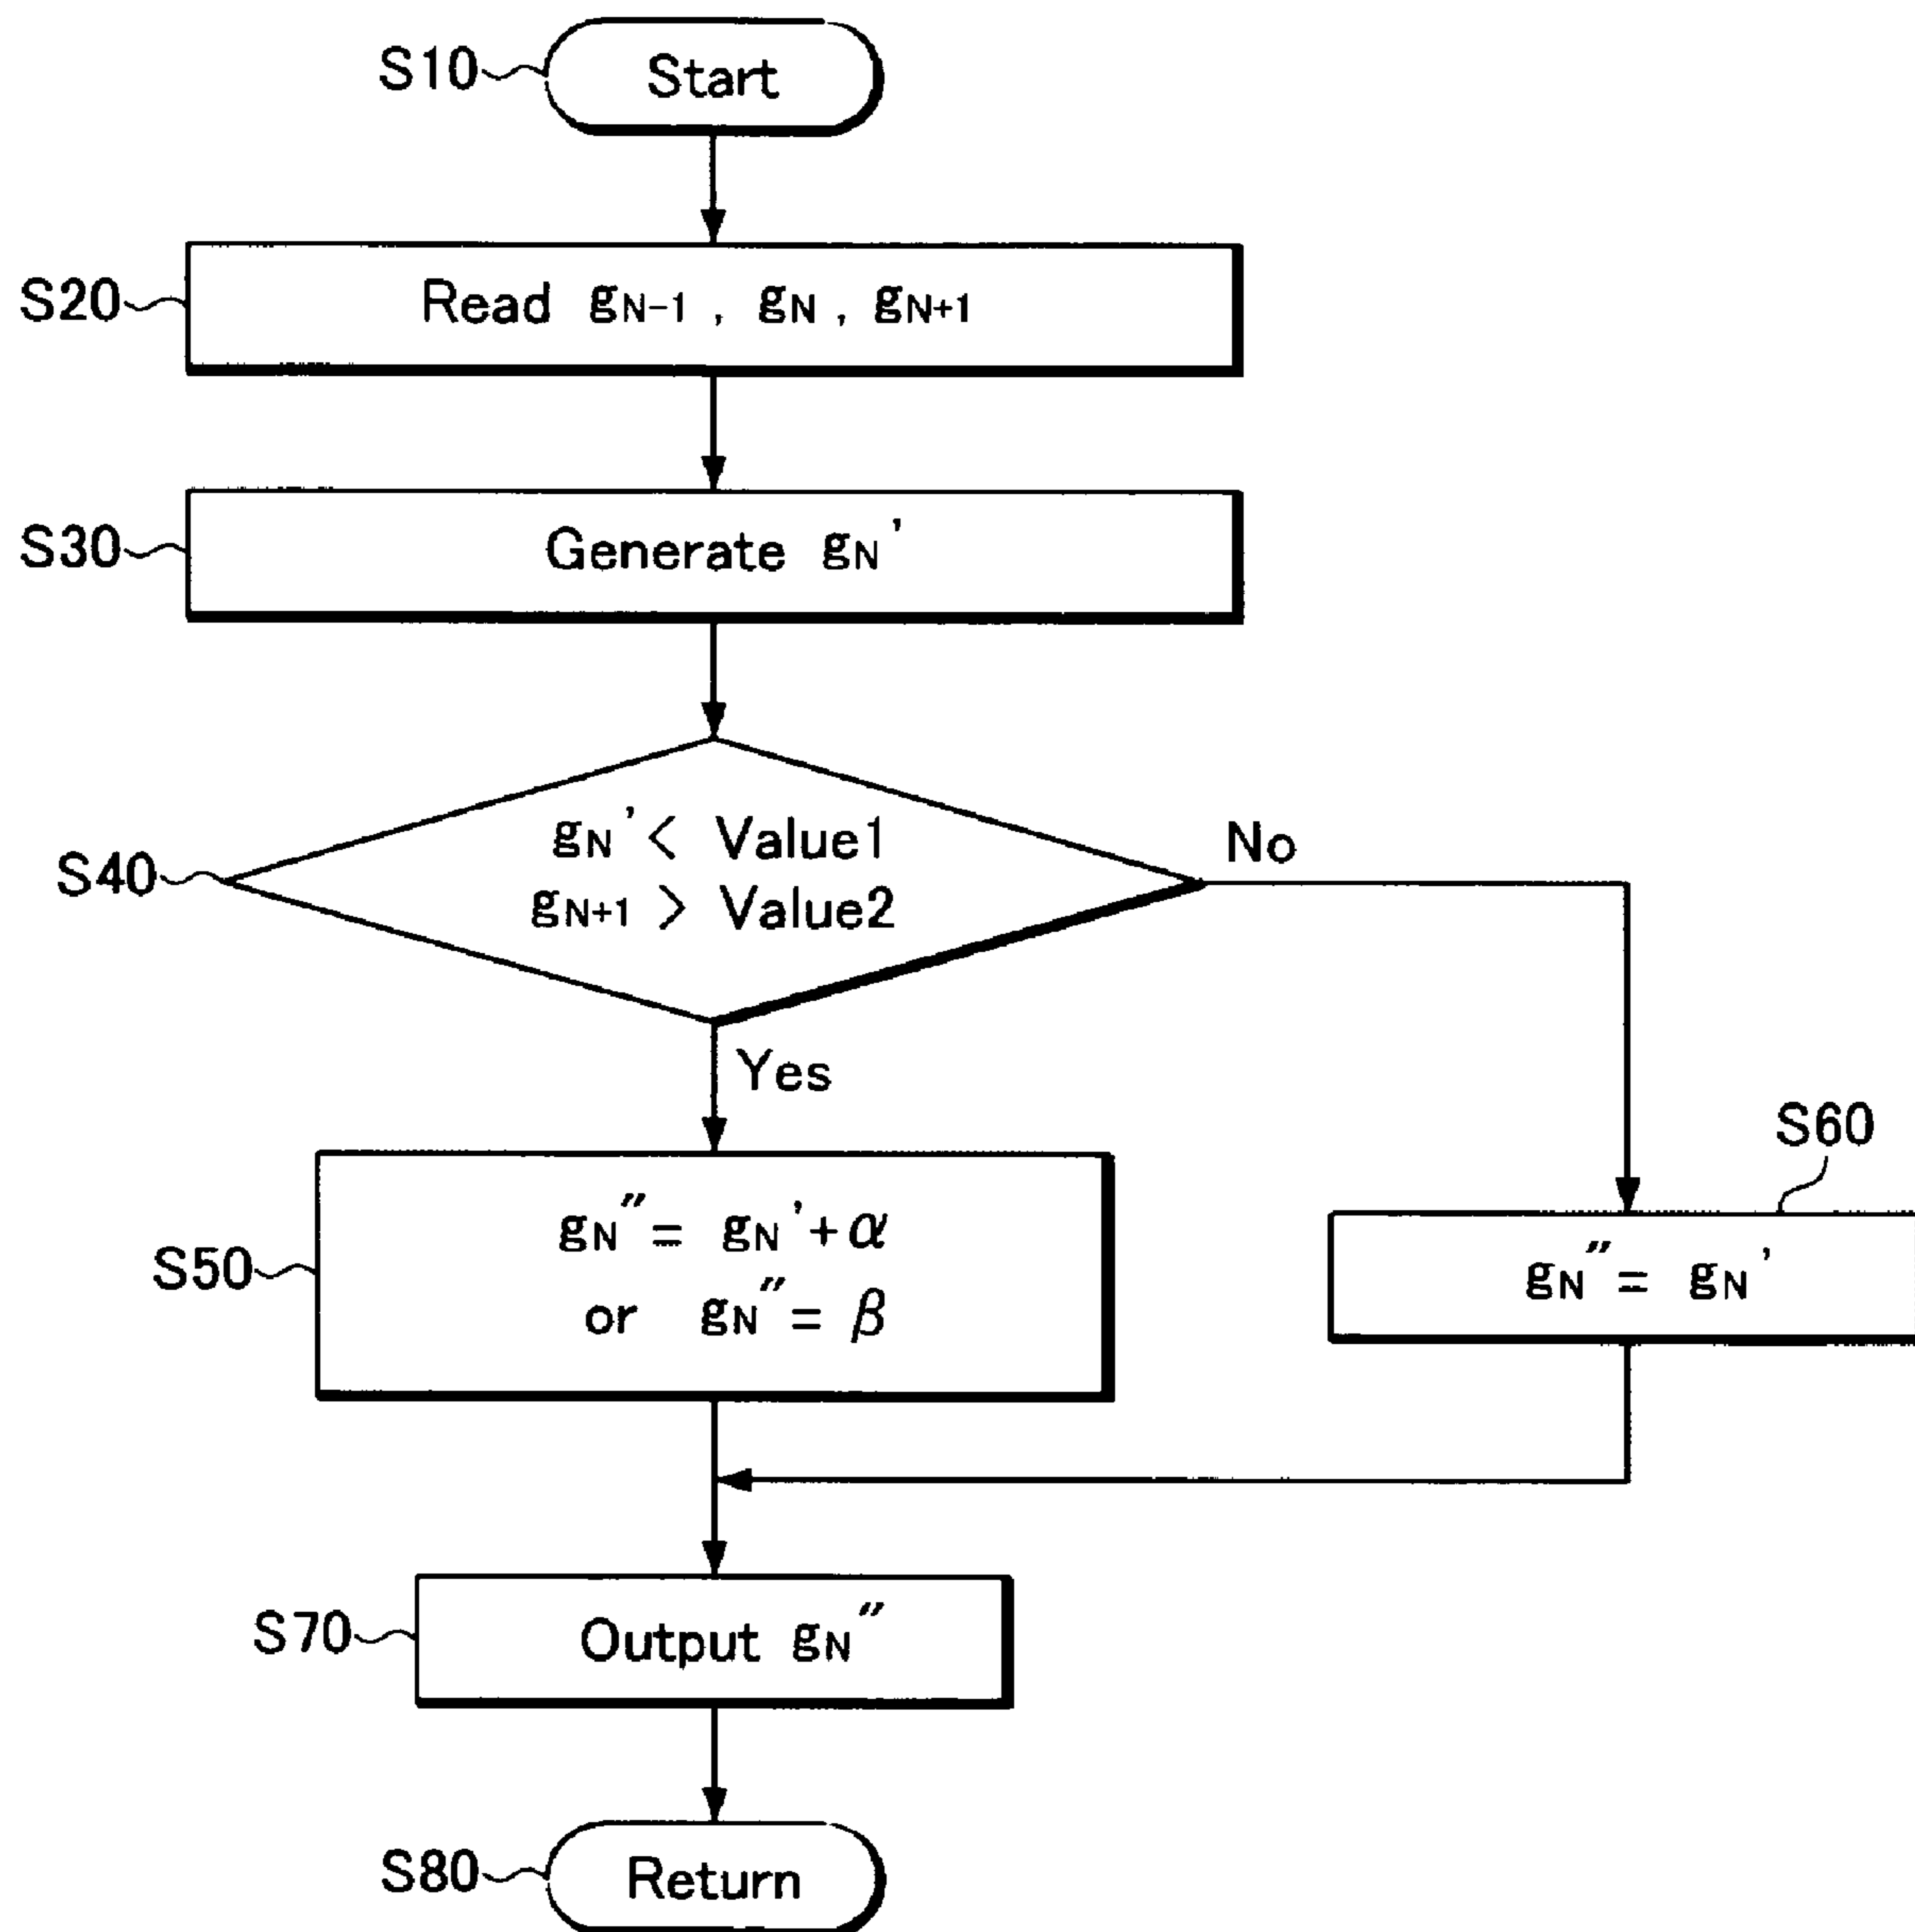 S10
Start
S20
Read gN-1 , gN , gN+1
S30
Generate gN'
S40
gN' < Value1
gN+1 > Value2
No
Yes
S50
gN″ = gN' + α
or gN″ = β
S60
gN″ = gN'
S70
Output gN″
S80
Return